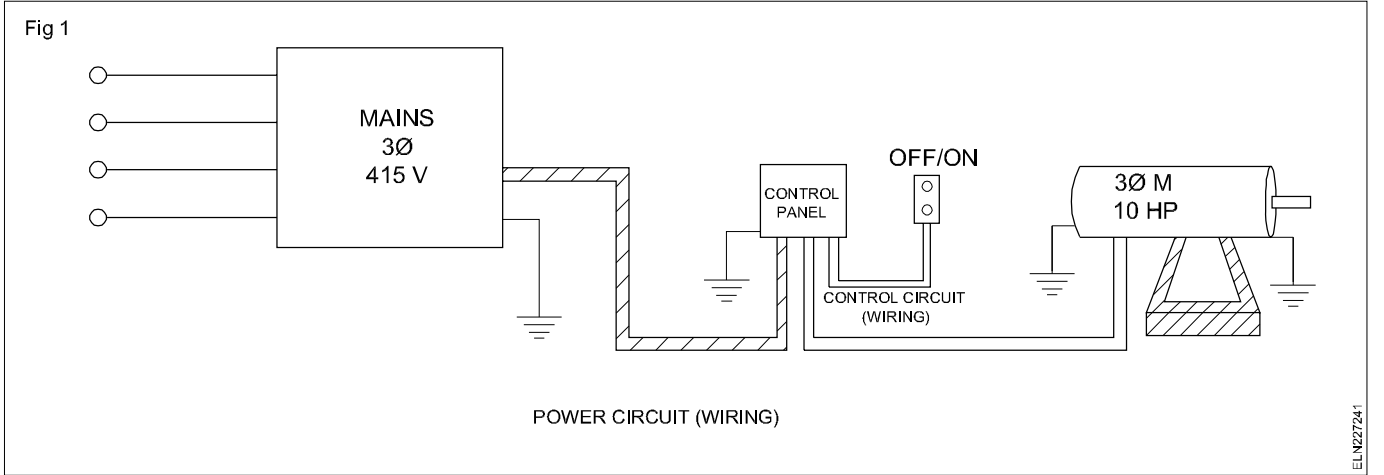 Fig 1
MAINS
3Ø
415 V
CONTROL
PANEL
OFF/ON
CONTROL CIRCUIT
(WIRING)
3Ø M
10 HP
POWER CIRCUIT (WIRING)
ELN227241